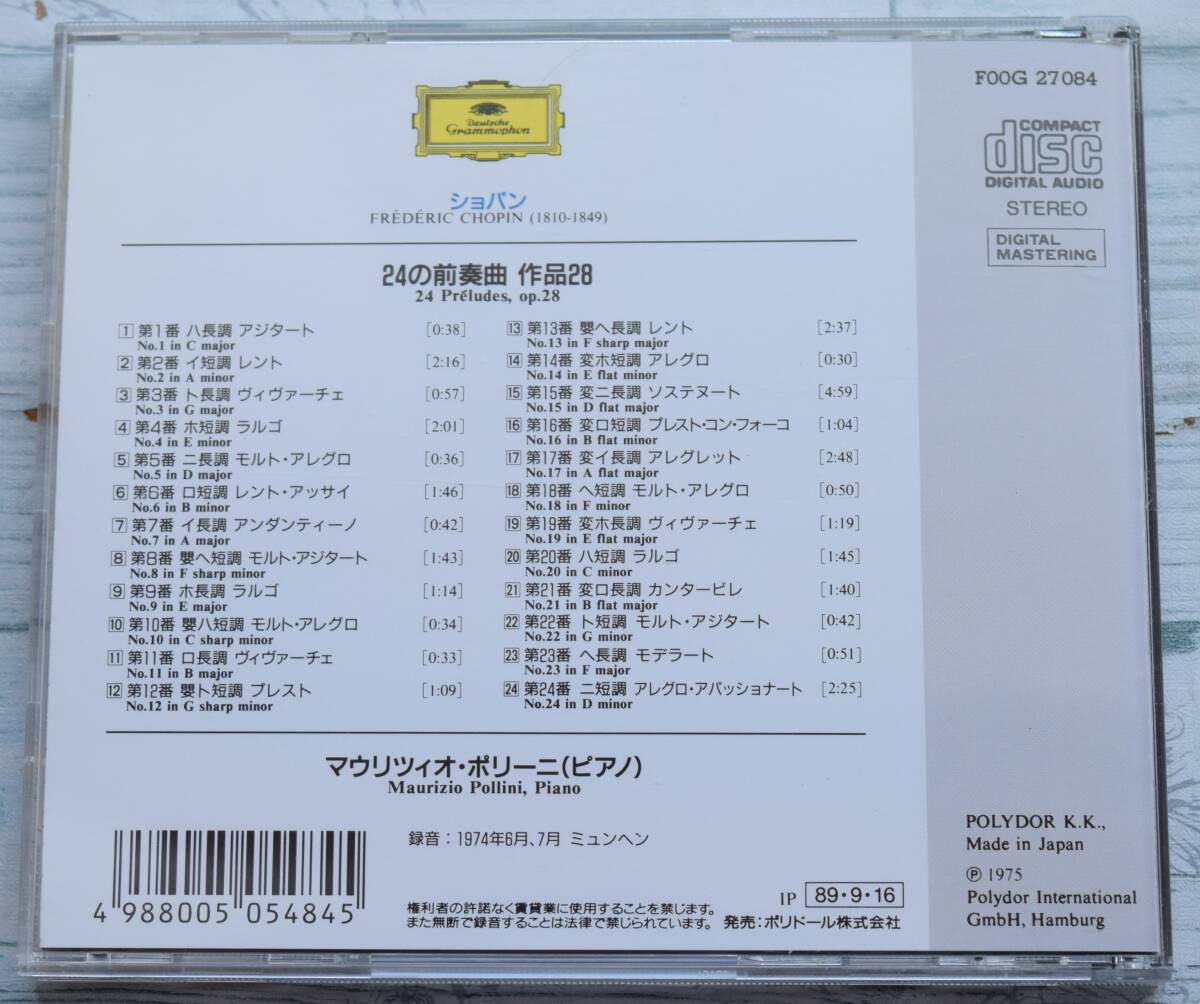 Deutsche
Grammophon
ショパン
FRÉDÉRIC CHOPIN (1810-1849)
24の前奏曲 作品28
24 Préludes, op.28
1 第1番 ハ長調 アジタート [0:38]
No.1 in C major
2 第2番 イ短調 レント [2:16]
No.2 in A minor
3 第3番 ト長調 ヴィヴァーチェ [0:57]
No.3 in G major
4 第4番 ホ短調 ラルゴ [2:01]
No.4 in E minor
5 第5番 ニ長調 モルト・アレグロ [0:36]
No.5 in D major
6 第6番 ロ短調 レント・アッサイ [1:46]
No.6 in B minor
7 第7番 イ長調 アンダンティーノ [0:42]
No.7 in A major
8 第8番 嬰ヘ短調 モルト・アジタート [1:43]
No.8 in F sharp minor
9 第9番 ホ長調 ラルゴ [1:14]
No.9 in E major
10 第10番 嬰ハ短調 モルト・アレグロ [0:34]
No.10 in C sharp minor
11 第11番 ロ長調 ヴィヴァーチェ [0:33]
No.11 in B major
12 第12番 嬰ト短調 プレスト [1:09]
No.12 in G sharp minor
13 第13番 嬰ヘ長調 レント [2:37]
No.13 in F sharp major
14 第14番 変ホ短調 アレグロ [0:30]
No.14 in E flat minor
15 第15番 変ニ長調 ソステヌート [4:59]
No.15 in D flat major
16 第16番 変ロ短調 プレスト・コン・フォーコ [1:04]
No.16 in B flat minor
17 第17番 変イ長調 アレグレット [2:48]
No.17 in A flat major
18 第18番 ヘ短調 モルト・アレグロ [0:50]
No.18 in F minor
19 第19番 変ホ長調 ヴィヴァーチェ [1:19]
No.19 in E flat major
20 第20番 ハ短調 ラルゴ [1:45]
No.20 in C minor
21 第21番 変ロ長調 カンタービレ [1:40]
No.21 in B flat major
22 第22番 ト短調 モルト・アジタート [0:42]
No.22 in G minor
23 第23番 ヘ長調 モデラート [0:51]
No.23 in F major
24 第24番 ニ短調 アレグロ・アパッショナート [2:25]
No.24 in D minor
マウリツィオ・ポリーニ(ピアノ)
Maurizio Pollini, Piano
録音：1974年6月、7月 ミュンヘン
4 988005 054845
1P 89・9・16
権利者の許諾なく賃貸業に使用することを禁じます。
また無断で録音することは法律で禁じられています。 発売：ポリドール株式会社
F00G 27084
COMPACT
disc
DIGITAL AUDIO
STEREO
DIGITAL
MASTERING
POLYDOR K.K.,
Made in Japan
℗ 1975
Polydor International
GmbH, Hamburg